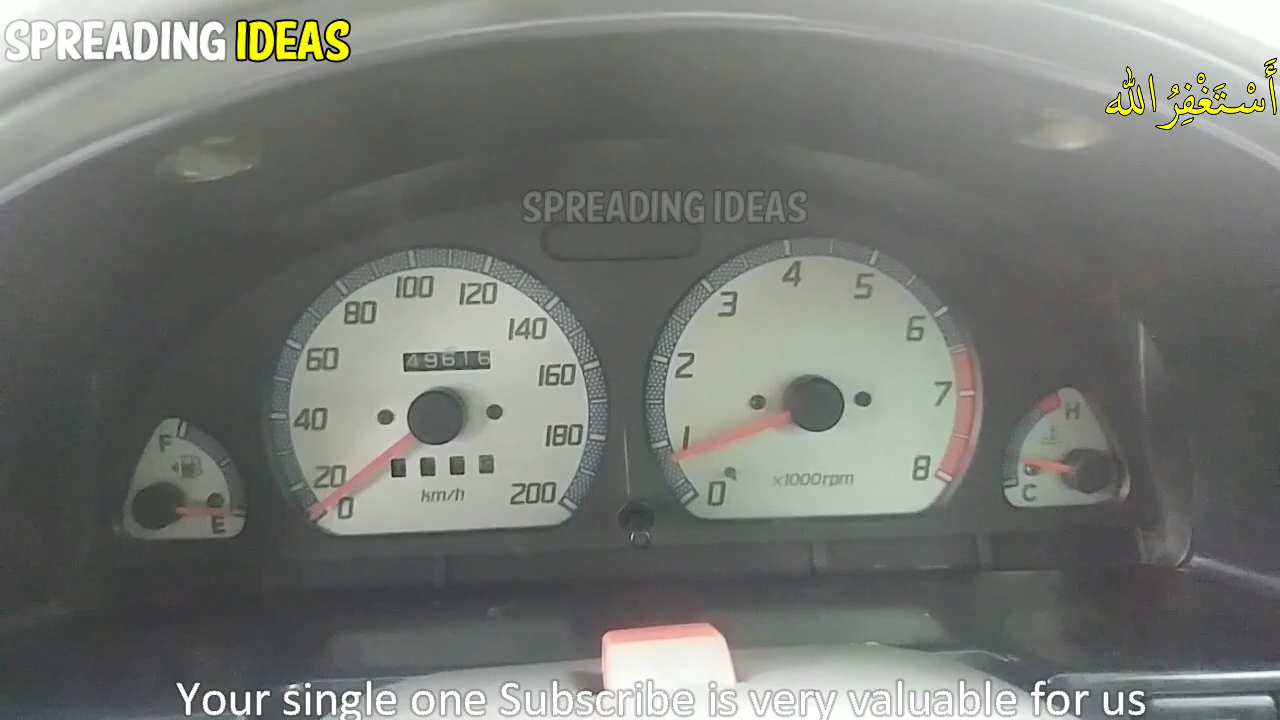 SPREADING IDEAS
أَسْتَغْفِرُ الله
SPREADING IDEAS
0 20 40 60 80 100 120 140 160 180 200
49616
km/h
0 1 2 3 4 5 6 7 8
x1000rpm
F
E
H
C
Your single one Subscribe is very valuable for us